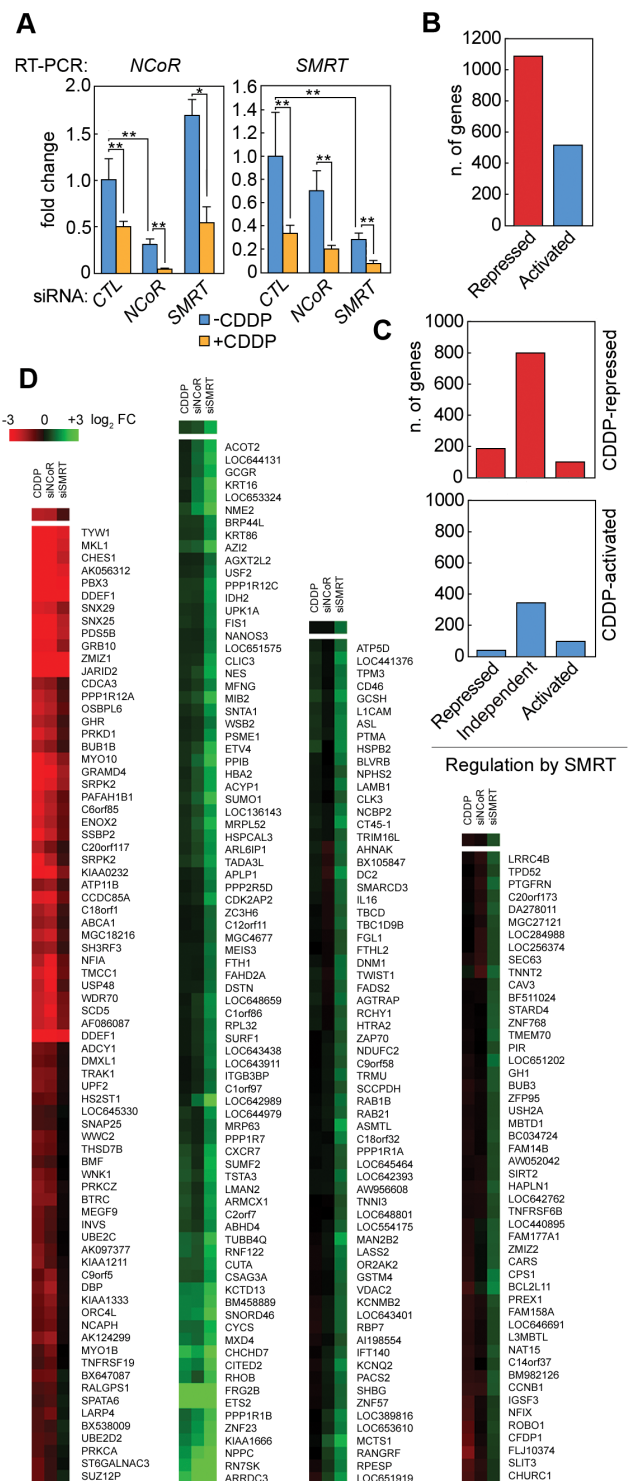 A
RT-PCR: NCoR SMRT
fold change
2.0
1.5
1.0
0.5
0
** ** ** *
1.6
1.4
1.2
1.0
0.8
0.6
0.4
0.2
0
** ** ** **
siRNA: CTL NCoR SMRT CTL NCoR SMRT
-CDDP
+CDDP
B
n. of genes
1200
1000
800
600
400
200
0
Repressed
Activated
C
n. of genes
1000
800
600
400
200
0
CDDP-repressed
1000
800
600
400
200
0
CDDP-activated
Repressed
Independent
Activated
Regulation by SMRT
D
-3 0 +3 log2 FC
CDDP
siNCoR
siSMRT
TYW1
MKL1
CHES1
AK056312
PBX3
DDEF1
SNX29
SNX25
PDS5B
GRB10
ZMIZ1
JARID2
CDCA3
PPP1R12A
OSBPL6
GHR
PRKD1
BUB1B
MYO10
GRAMD4
SRPK2
PAFAH1B1
C6orf85
ENOX2
SSBP2
C20orf117
SRPK2
KIAA0232
ATP11B
CCDC85A
C18orf1
ABCA1
MGC18216
SH3RF3
NFIA
TMCC1
USP48
WDR70
SCD5
AF086087
DDEF1
ADCY1
DMXL1
TRAK1
UPF2
HS2ST1
LOC645330
SNAP25
WWC2
THSD7B
BMF
WNK1
PRKCZ
BTRC
MEGF9
INVS
UBE2C
AK097377
KIAA1211
C9orf5
DBP
KIAA1333
ORC4L
NCAPH
AK124299
MYO1B
TNFRSF19
BX647087
RALGPS1
SPATA6
LARP4
BX538009
UBE2D2
PRKCA
ST6GALNAC3
SUZ12P
CDDP
siNCoR
siSMRT
ACOT2
LOC644131
GCGR
KRT16
LOC653324
NME2
BRP44L
KRT86
AZI2
AGXT2L2
USF2
PPP1R12C
IDH2
UPK1A
FIS1
NANOS3
LOC651575
CLIC3
NES
MFNG
MIB2
SNTA1
WSB2
PSME1
ETV4
PPIB
HBA2
ACYP1
SUMO1
LOC136143
MRPL52
HSPCAL3
ARL6IP1
TADA3L
APLP1
PPP2R5D
CDK2AP2
ZC3H6
C12orf11
MGC4677
MEIS3
FTH1
FAHD2A
DSTN
LOC648659
C1orf86
RPL32
SURF1
LOC643438
LOC643911
ITGB3BP
C1orf97
LOC642989
LOC644979
MRP63
PPP1R7
CXCR7
SUMF2
TSTA3
LMAN2
ARMCX1
C2orf7
ABHD4
TUBB4Q
RNF122
CUTA
CSAG3A
KCTD13
BM458889
SNORD46
CYCS
MXD4
CHCHD7
CITED2
RHOB
FRG2B
ETS2
PPP1R1B
ZNF23
KIAA1666
NPPC
RN7SK
ARRDC3
CDDP
siNCoR
siSMRT
ATP5D
LOC441376
TPM3
CD46
GCSH
L1CAM
ASL
PTMA
HSPB2
BLVRB
NPHS2
LAMB1
CLK3
NCBP2
CT45-1
TRIM16L
AHNAK
BX105847
DC2
SMARCD3
IL16
TBCD
TBC1D9B
FGL1
FTHL2
DNM1
TWIST1
FADS2
AGTRAP
RCHY1
HTRA2
ZAP70
NDUFC2
C9orf58
TRMU
SCCPDH
RAB1B
RAB21
ASMTL
C18orf32
PPP1R1A
LOC645464
LOC642393
AW956608
TNNI3
LOC648801
LOC554175
MAN2B2
LASS2
OR2AK2
GSTM4
VDAC2
KCNMB2
LOC643401
RBP7
AI198554
IFT140
KCNQ2
PACS2
SHBG
ZNF57
LOC389816
LOC653610
MCTS1
RANGRF
RPESP
LOC651919
CDDP
siNCoR
siSMRT
LRRC4B
TPD52
PTGFRN
C20orf173
DA278011
MGC27121
LOC284988
LOC256374
SEC63
TNNT2
CAV3
BF511024
STARD4
ZNF768
TMEM70
PIR
LOC651202
GH1
BUB3
ZFP95
USH2A
MBTD1
BC034724
FAM14B
AW052042
SIRT2
HAPLN1
LOC642762
TNFRSF6B
LOC440895
FAM177A1
ZMIZ2
CARS
CPS1
BCL2L11
PREX1
FAM158A
LOC646691
L3MBTL
NAT15
C14orf37
BM982126
CCNB1
IGSF3
NFIX
ROBO1
CFDP1
FLJ10374
SLIT3
CHURC1